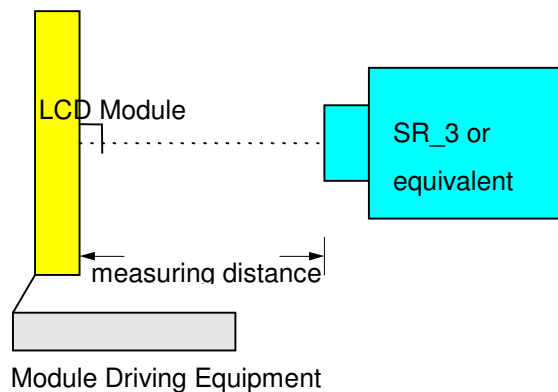 LCD Module
SR_3 or
equivalent
measuring distance
Module Driving Equipment